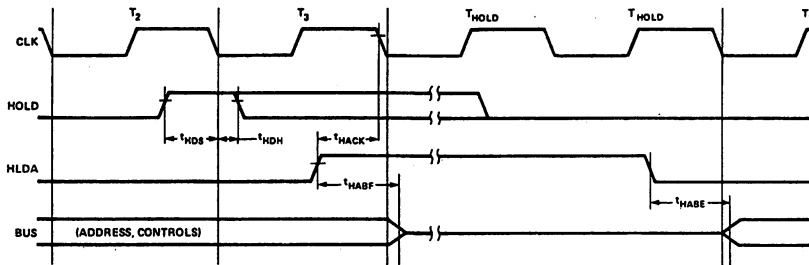 T2 T3 THOLD THOLD T
CLK
HOLD
tHDS tHDH tHACK
HLDA
tHABF tHABE
BUS (ADDRESS, CONTROLS)